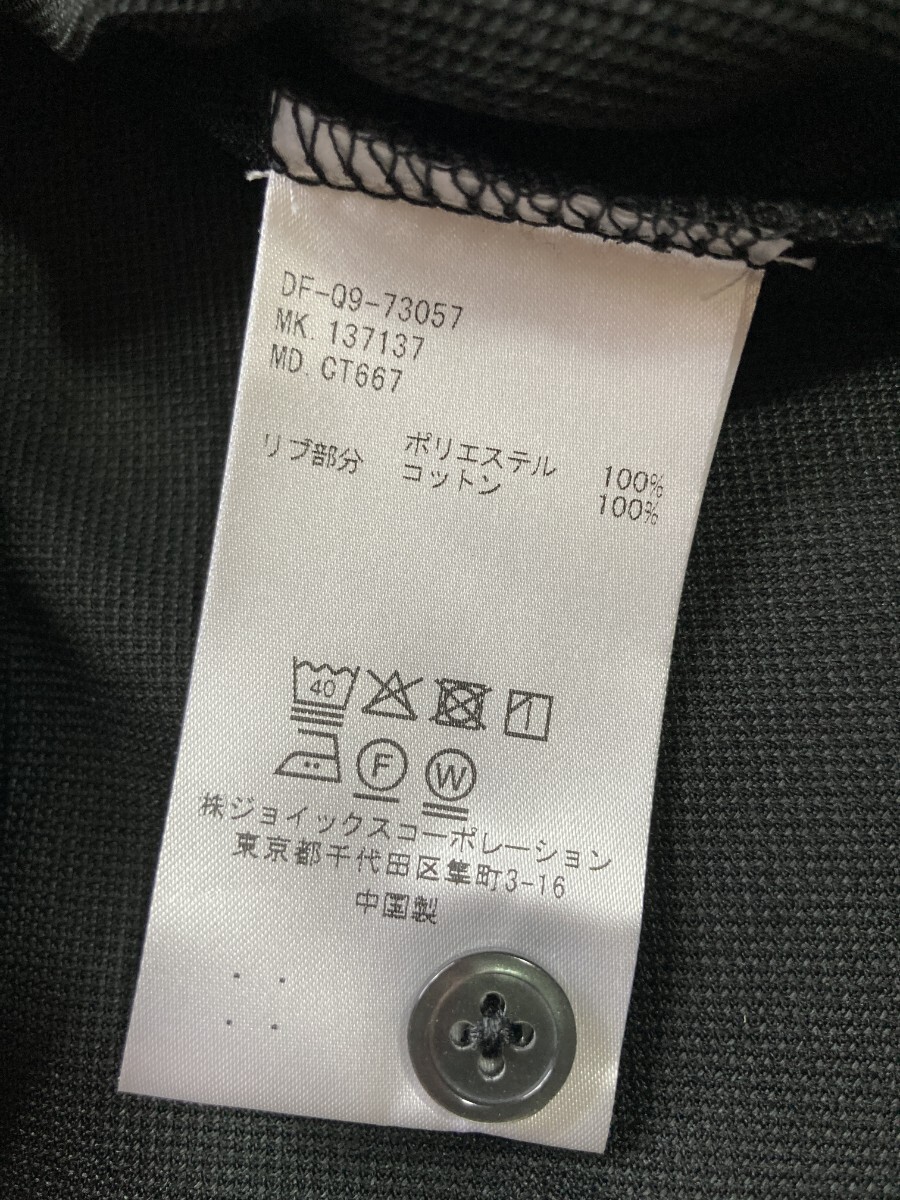 DF-Q9-73057
MK. 137137
MD. CT667
ポリエステル 100%
リブ部分 コットン 100%
40
F W
株ジョイックスコーポレーション
東京都千代田区隼町3-16
中国製